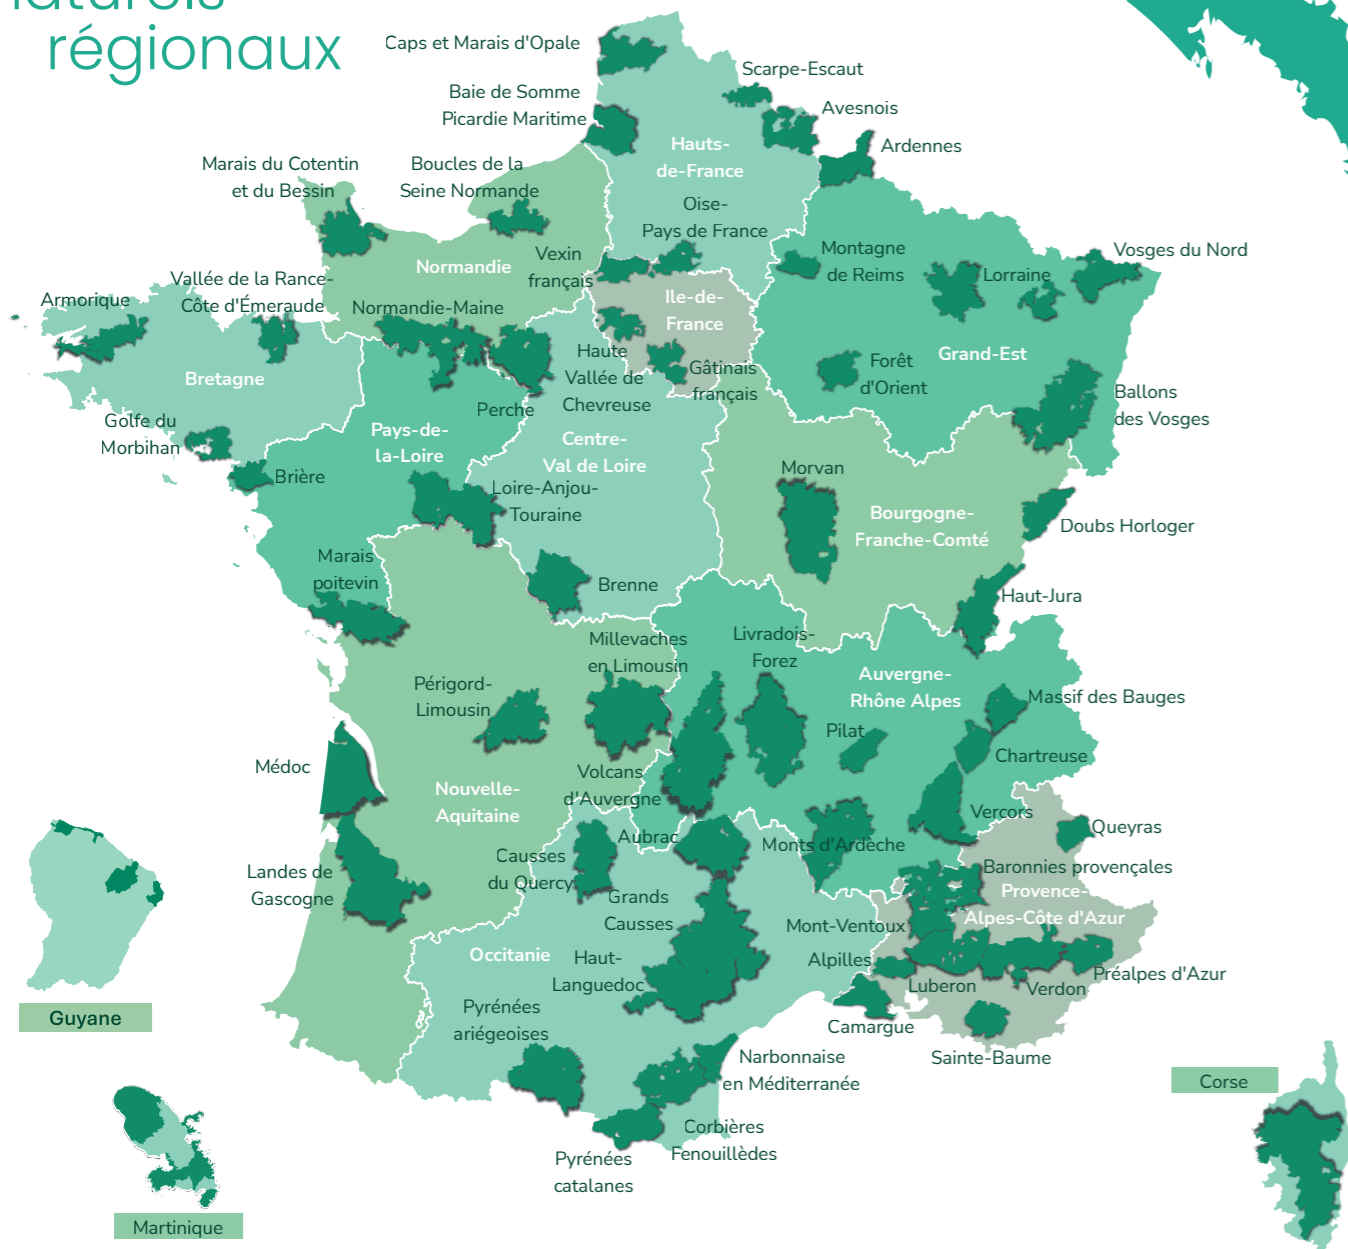 régionaux
Caps et Marais d'Opale
Scarpe-Escaut
Baie de Somme
Picardie Maritime
Avesnois
Hauts-
de-France
Ardennes
Marais du Cotentin
et du Bessin
Boucles de la
Seine Normande
Oise-
Pays de France
Montagne
de Reims
Vosges du Nord
Lorraine
Normandie
Vexin
français
Armorique
Vallée de la Rance-
Côte d'Émeraude
Normandie-Maine
Ile-de-
France
Grand-Est
Forêt
d'Orient
Haute
Vallée de
Chevreuse
Gâtinais
français
Bretagne
Ballons
des Vosges
Golfe du
Morbihan
Perche
Pays-de-
la-Loire
Centre-
Val de Loire
Brière
Morvan
Loire-Anjou-
Touraine
Bourgogne-
Franche-Comté
Doubs Horloger
Marais
poitevin
Brenne
Haut-Jura
Millevaches
en Limousin
Livradois-
Forez
Auvergne-
Rhône Alpes
Périgord-
Limousin
Massif des Bauges
Pilat
Chartreuse
Médoc
Volcans
d'Auvergne
Nouvelle-
Aquitaine
Vercors
Queyras
Aubrac
Monts d'Ardèche
Causses
du Quercy
Landes de
Gascogne
Baronnies provençales
Grands
Causses
Provence-
Alpes-Côte d'Azur
Mont-Ventoux
Occitanie
Haut-
Languedoc
Alpilles
Luberon
Verdon
Préalpes d'Azur
Pyrénées
ariégeoises
Camargue
Sainte-Baume
Guyane
Narbonnaise
en Méditerranée
Corse
Corbières
Fenouillèdes
Pyrénées
catalanes
Martinique